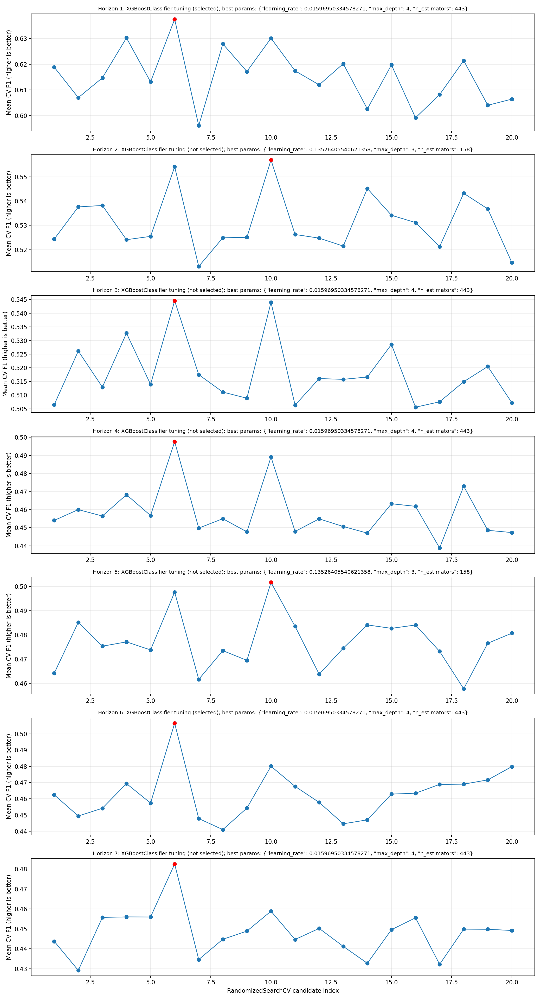 Horizon 1: XGBoostClassifier tuning (selected); best params: {"learning_rate": 0.01596950334578271, "max_depth": 4, "n_estimators": 443}
Mean CV F1 (higher is better)
0.63
0.62
0.61
0.60
2.5 5.0 7.5 10.0 12.5 15.0 17.5 20.0
Horizon 2: XGBoostClassifier tuning (not selected); best params: {"learning_rate": 0.13526405540621358, "max_depth": 3, "n_estimators": 158}
Mean CV F1 (higher is better)
0.55
0.54
0.53
0.52
2.5 5.0 7.5 10.0 12.5 15.0 17.5 20.0
Horizon 3: XGBoostClassifier tuning (not selected); best params: {"learning_rate": 0.01596950334578271, "max_depth": 4, "n_estimators": 443}
Mean CV F1 (higher is better)
0.545
0.540
0.535
0.530
0.525
0.520
0.515
0.510
0.505
2.5 5.0 7.5 10.0 12.5 15.0 17.5 20.0
Horizon 4: XGBoostClassifier tuning (not selected); best params: {"learning_rate": 0.01596950334578271, "max_depth": 4, "n_estimators": 443}
Mean CV F1 (higher is better)
0.50
0.49
0.48
0.47
0.46
0.45
0.44
2.5 5.0 7.5 10.0 12.5 15.0 17.5 20.0
Horizon 5: XGBoostClassifier tuning (not selected); best params: {"learning_rate": 0.13526405540621358, "max_depth": 3, "n_estimators": 158}
Mean CV F1 (higher is better)
0.50
0.49
0.48
0.47
0.46
2.5 5.0 7.5 10.0 12.5 15.0 17.5 20.0
Horizon 6: XGBoostClassifier tuning (selected); best params: {"learning_rate": 0.01596950334578271, "max_depth": 4, "n_estimators": 443}
Mean CV F1 (higher is better)
0.50
0.49
0.48
0.47
0.46
0.45
0.44
2.5 5.0 7.5 10.0 12.5 15.0 17.5 20.0
Horizon 7: XGBoostClassifier tuning (not selected); best params: {"learning_rate": 0.01596950334578271, "max_depth": 4, "n_estimators": 443}
Mean CV F1 (higher is better)
0.48
0.47
0.46
0.45
0.44
0.43
2.5 5.0 7.5 10.0 12.5 15.0 17.5 20.0
RandomizedSearchCV candidate index